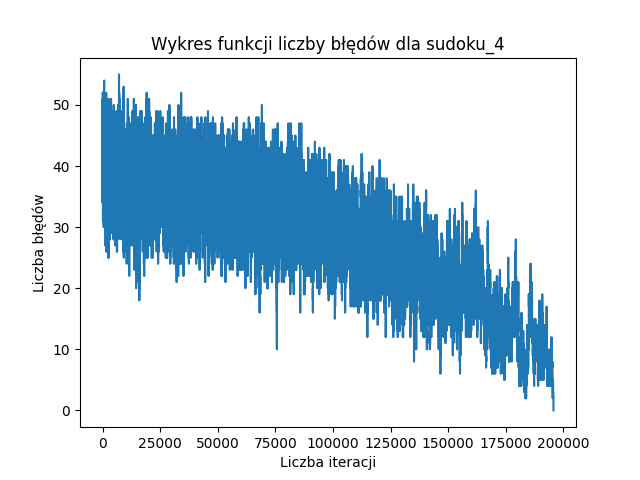 Wykres funkcji liczby błędów dla sudoku_4
Liczba błędów
50
40
30
20
10
0
0 25000 50000 75000 100000 125000 150000 175000 200000
Liczba iteracji